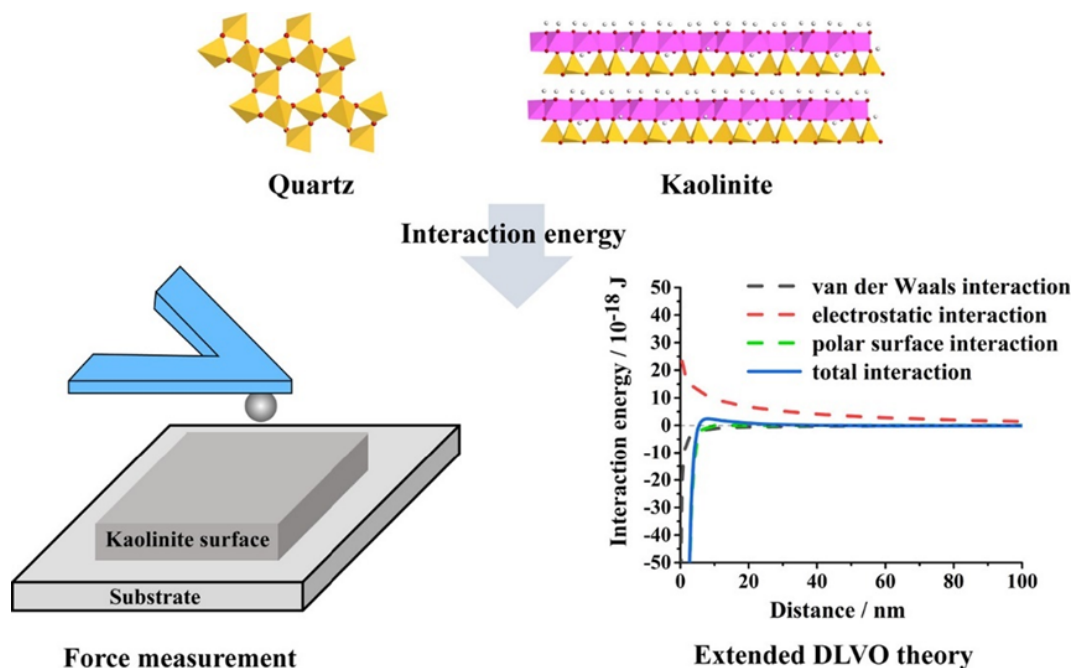 Quartz
Kaolinite
Interaction energy
Kaolinite surface
Substrate
Force measurement
Interaction energy / 10⁻¹⁸ J
50
40
30
20
10
0
-10
-20
-30
-40
-50
van der Waals interaction
electrostatic interaction
polar surface interaction
total interaction
0 20 40 60 80 100
Distance / nm
Extended DLVO theory